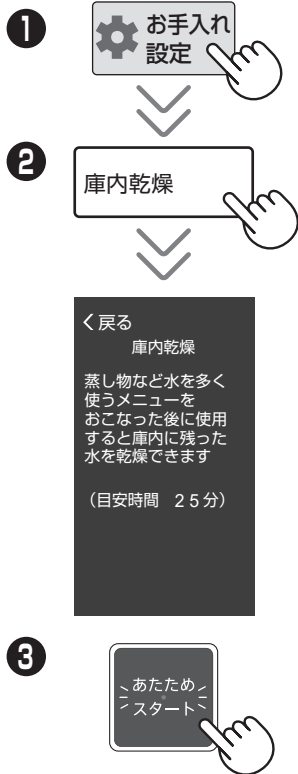 ❶
お手入れ
設定
❷
庫内乾燥
く戻る
庫内乾燥
蒸し物など水を多く
使うメニューを
おこなった後に使用
すると庫内に残った
水を乾燥できます
（目安時間　２５分）
❸
あたため
スタート